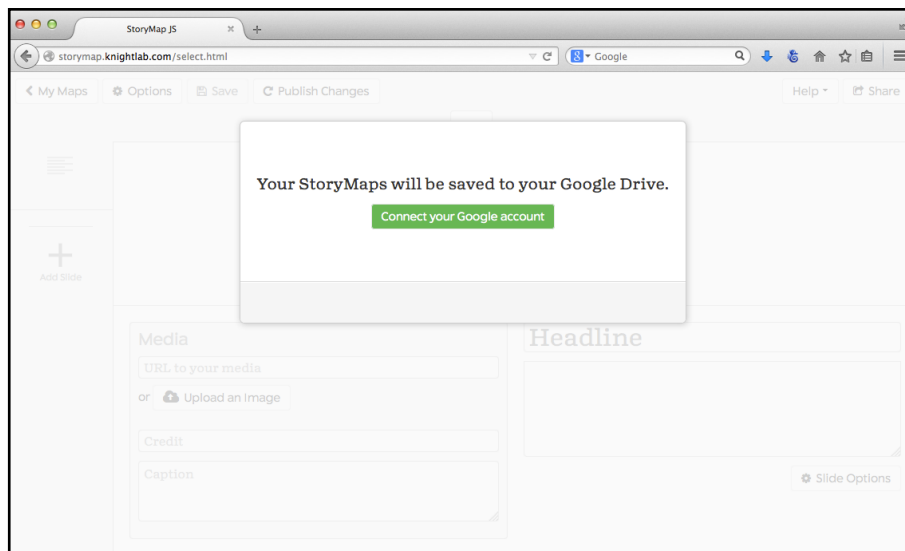 StoryMap JS
storymap.knightlab.com/select.html
Google
My Maps
Options
Save
Publish Changes
Help
Share
Your StoryMaps will be saved to your Google Drive.
Connect your Google account
Add Slide
Media
URL to your media
or Upload an Image
Credit
Caption
Headline
Slide Options